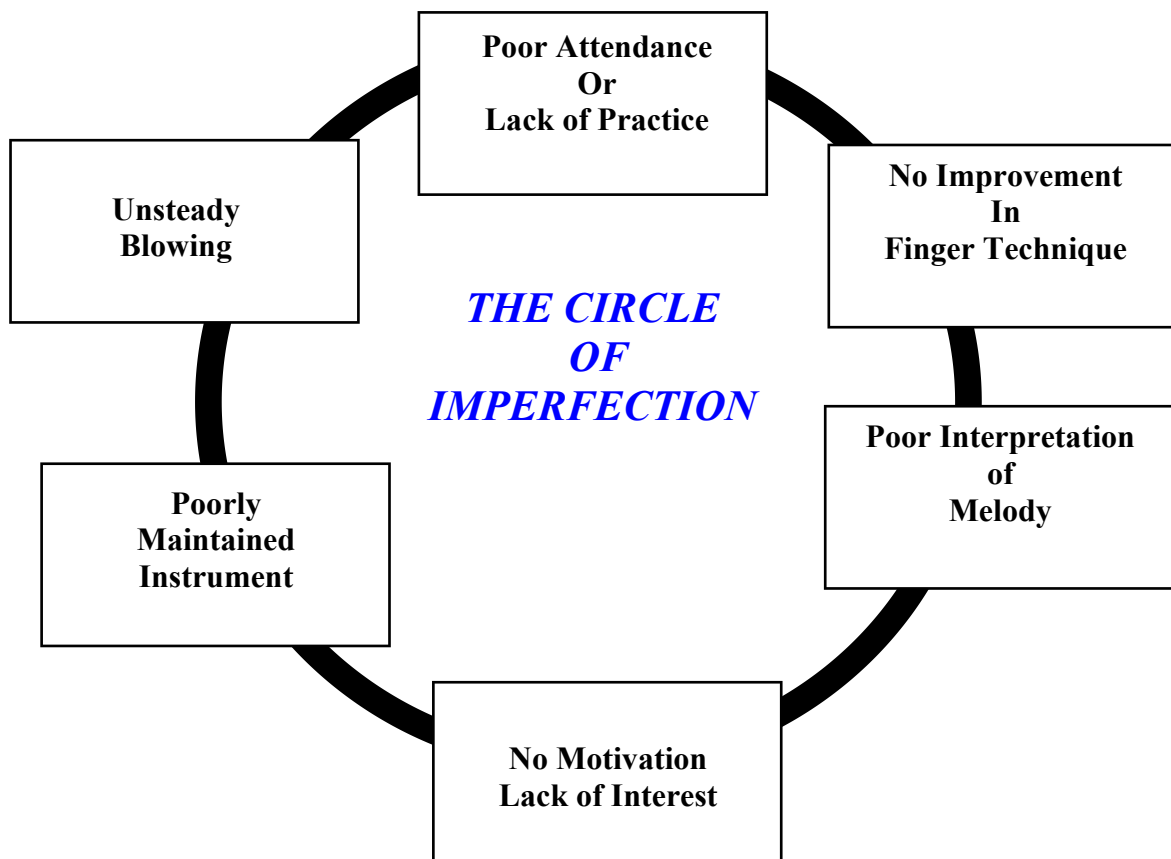 Poor Attendance
Or
Lack of Practice
No Improvement
In
Finger Technique
Unsteady
Blowing
THE CIRCLE
OF
IMPERFECTION
Poor Interpretation
of
Melody
Poorly
Maintained
Instrument
No Motivation
Lack of Interest